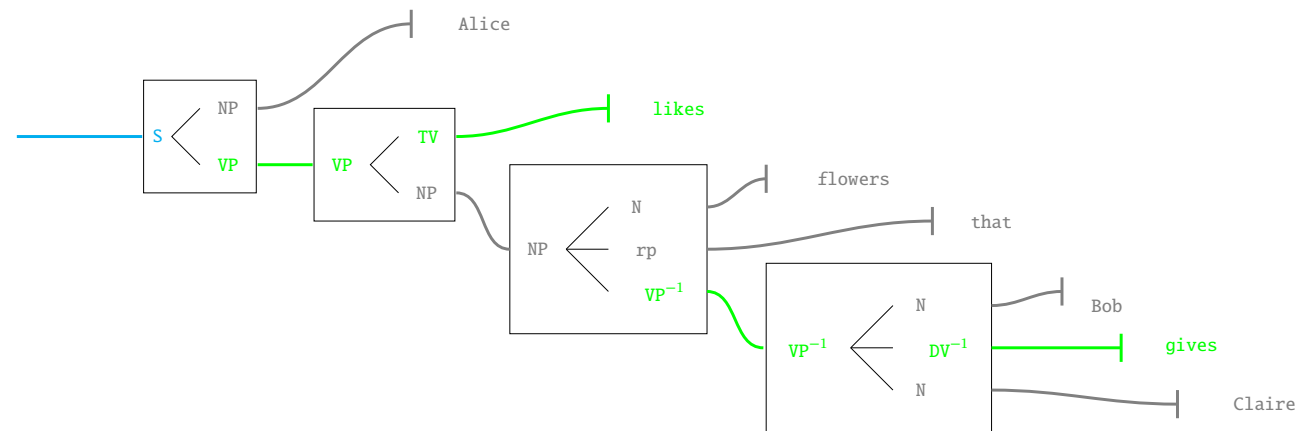 Alice
NP
S
VP
TV
likes
VP
NP
flowers
N
that
NP
rp
VP⁻¹
N
Bob
VP⁻¹
DV⁻¹
gives
N
Claire